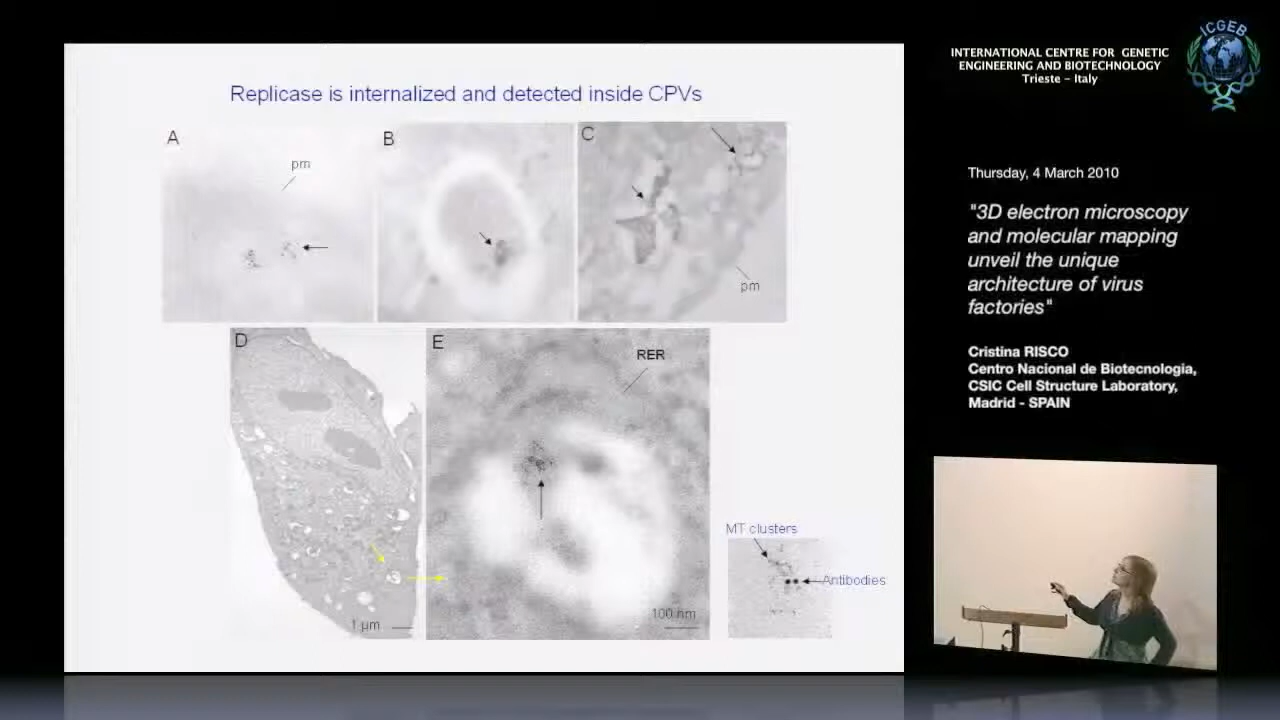 Replicase is internalized and detected inside CPVs
A
pm
B
C
pm
D
1 µm
E
RER
100 nm
MT clusters
Antibodies
ICGEB
INTERNATIONAL CENTRE FOR GENETIC
ENGINEERING AND BIOTECHNOLOGY
Trieste – Italy
Thursday, 4 March 2010
"3D electron microscopy
and molecular mapping
unveil the unique
architecture of virus
factories"
Cristina RISCO
Centro Nacional de Biotecnologia,
CSIC Cell Structure Laboratory,
Madrid - SPAIN